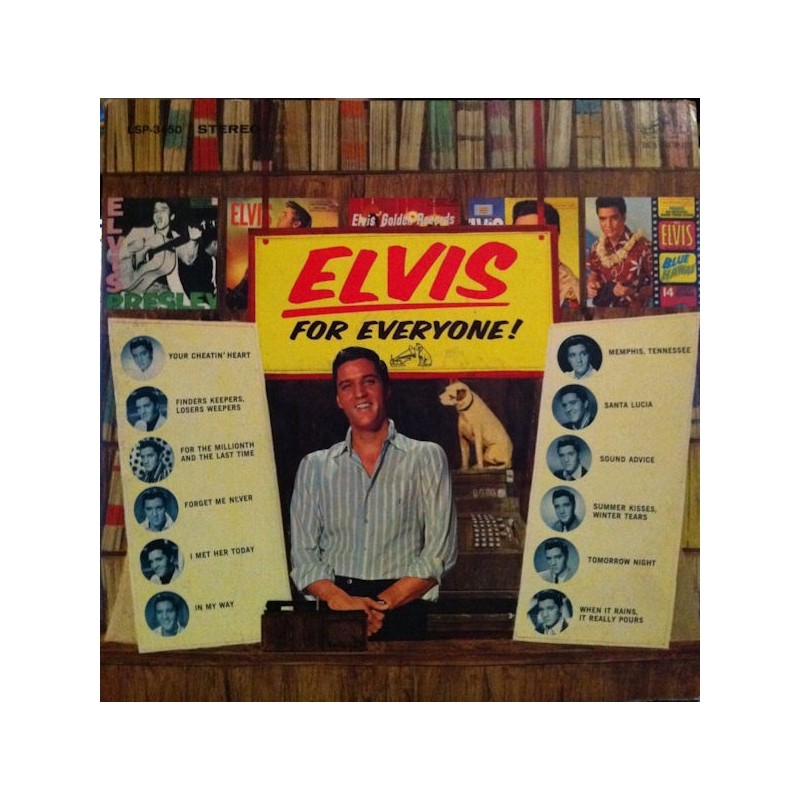 LSP-3450 STEREO
ELVIS
PRESLEY
ELVIS
Elvis' Golden Records
ELVIS
BLUE
HAWAII
14
ELVIS
FOR EVERYONE!
YOUR CHEATIN' HEART
FINDERS KEEPERS,
LOSERS WEEPERS
FOR THE MILLIONTH
AND THE LAST TIME
FORGET ME NEVER
I MET HER TODAY
IN MY WAY
MEMPHIS, TENNESSEE
SANTA LUCIA
SOUND ADVICE
SUMMER KISSES,
WINTER TEARS
TOMORROW NIGHT
WHEN IT RAINS,
IT REALLY POURS